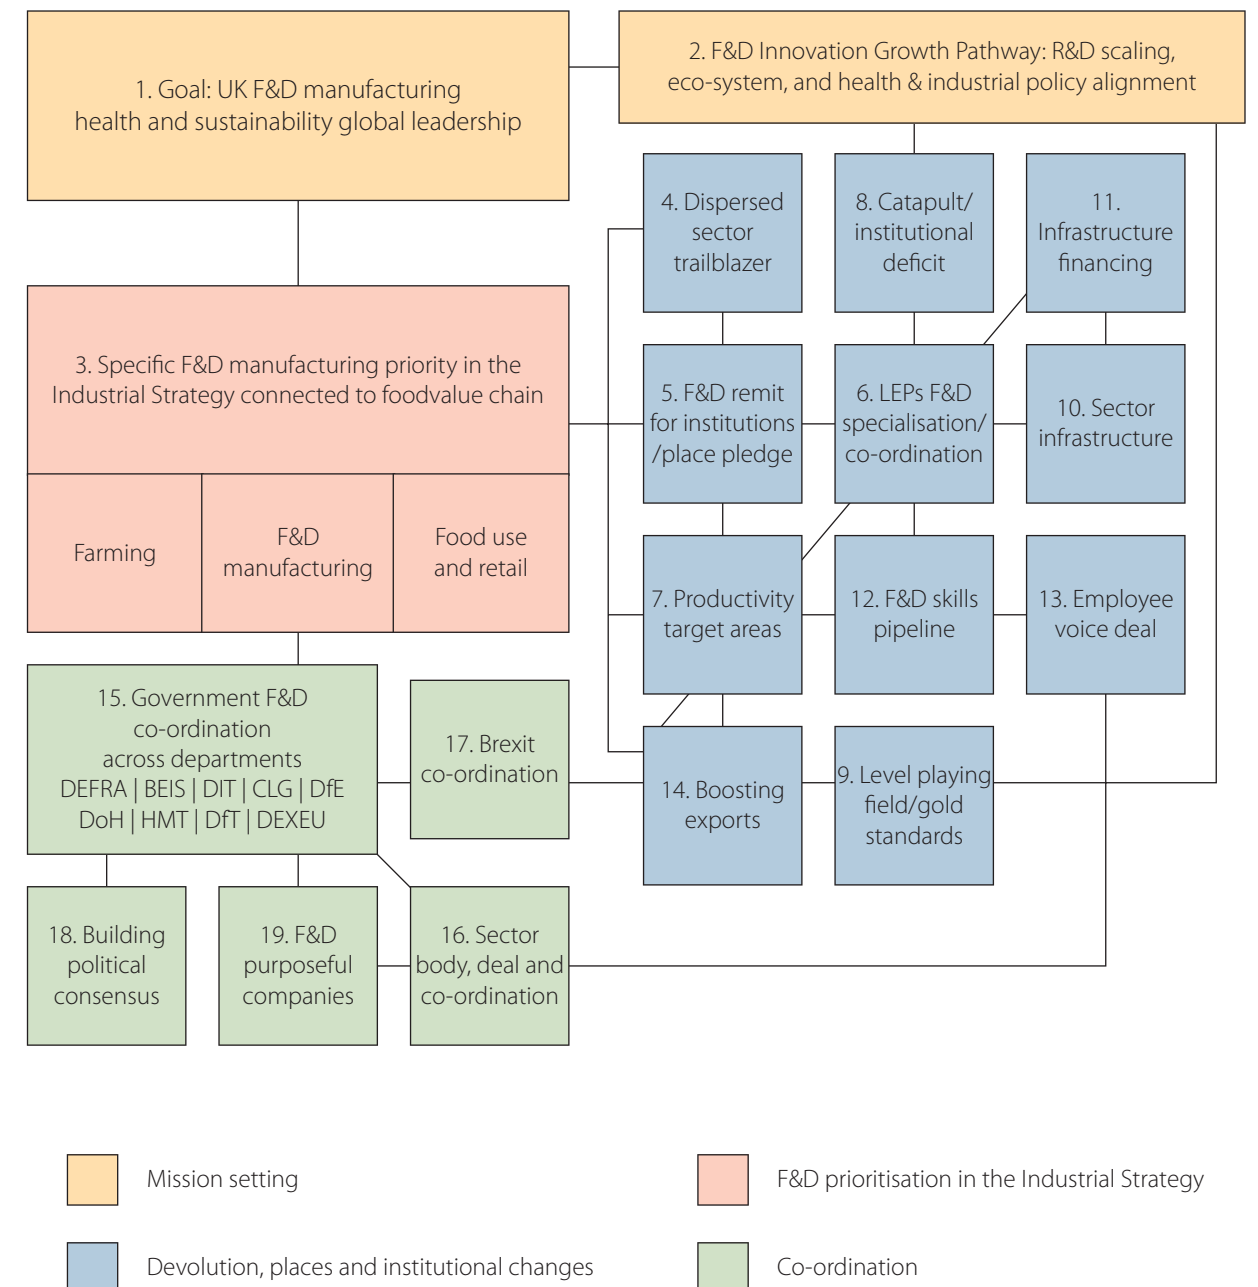 1. Goal: UK F&D manufacturing
health and sustainability global leadership
2. F&D Innovation Growth Pathway: R&D scaling,
eco-system, and health & industrial policy alignment
3. Specific F&D manufacturing priority in the
Industrial Strategy connected to foodvalue chain
Farming
F&D
manufacturing
Food use
and retail
4. Dispersed
sector
trailblazer
8. Catapult/
institutional
deficit
11.
Infrastructure
financing
5. F&D remit
for institutions
/place pledge
6. LEPs F&D
specialisation/
co-ordination
10. Sector
infrastructure
7. Productivity
target areas
12. F&D skills
pipeline
13. Employee
voice deal
14. Boosting
exports
9. Level playing
field/gold
standards
15. Government F&D
co-ordination
across departments
DEFRA | BEIS | DIT | CLG | DfE
DoH | HMT | DfT | DEXEU
17. Brexit
co-ordination
18. Building
political
consensus
19. F&D
purposeful
companies
16. Sector
body, deal and
co-ordination
Mission setting
F&D prioritisation in the Industrial Strategy
Devolution, places and institutional changes
Co-ordination